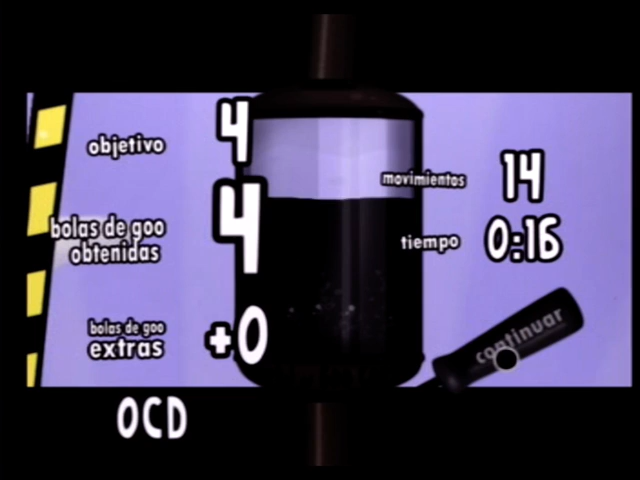 objetivo
4
bolas de goo
obtenidas
4
bolas de goo
extras
+0
movimientos
14
tiempo
0:16
continuar
OCD